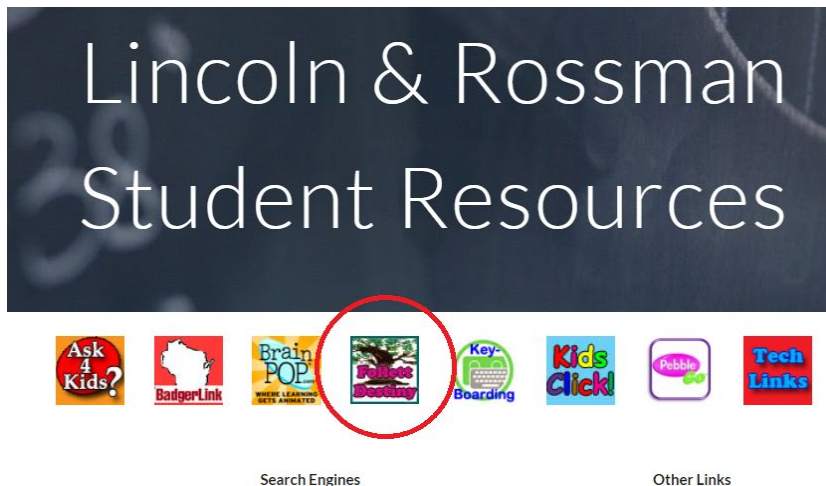 Lincoln & Rossman
Student Resources
Ask
4
Kids?
BadgerLink
Brain
POP
WHERE LEARNING
GETS ANIMATED
Follett
Destiny
Key-
Boarding
Kids
Click!
Pebble
Go
Tech
Links
Search Engines
Other Links